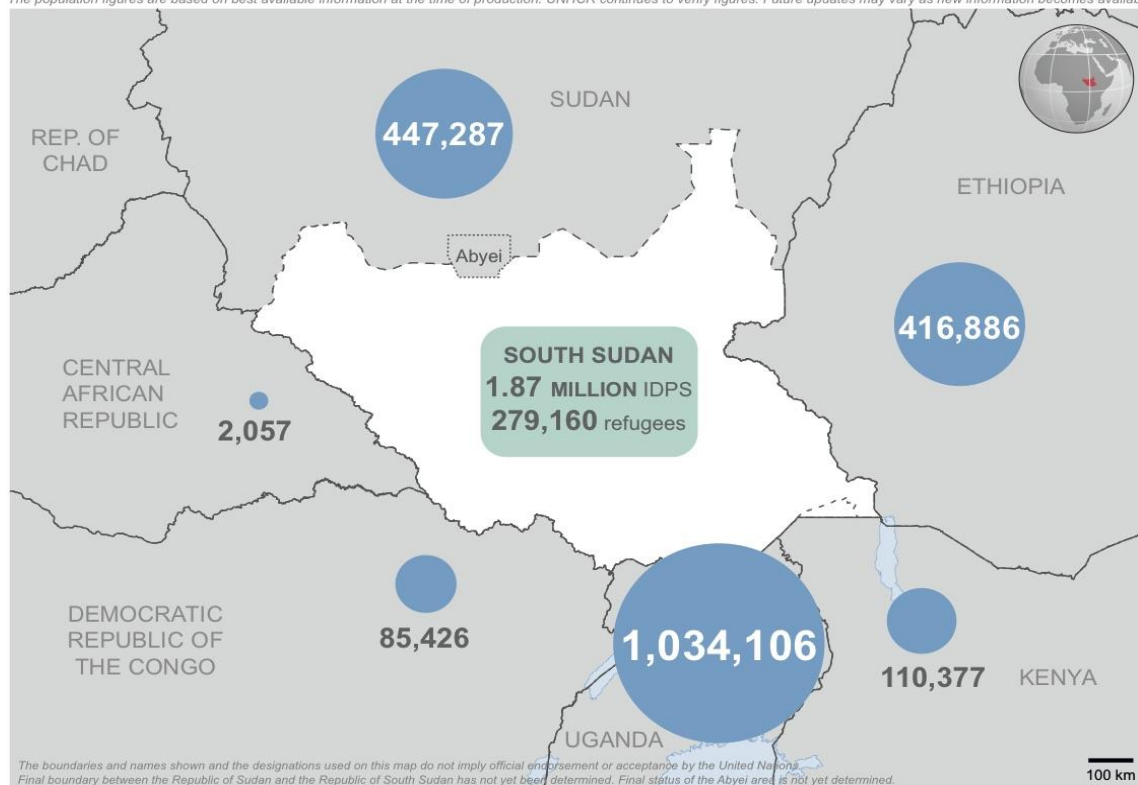 The population figures are based on best available information at the time of production. UNHCR continues to verify figures. Future updates may vary as new information becomes availab
SUDAN
447,287
REP. OF
CHAD
ETHIOPIA
Abyei
416,886
SOUTH SUDAN
1.87 MILLION IDPS
279,160 refugees
CENTRAL
AFRICAN
REPUBLIC
2,057
DEMOCRATIC
REPUBLIC OF
THE CONGO
85,426
1,034,106
110,377
KENYA
UGANDA
The boundaries and names shown and the designations used on this map do not imply official endorsement or acceptance by the United Nations.
Final boundary between the Republic of Sudan and the Republic of South Sudan has not yet been determined. Final status of the Abyei area is not yet determined.
100 km